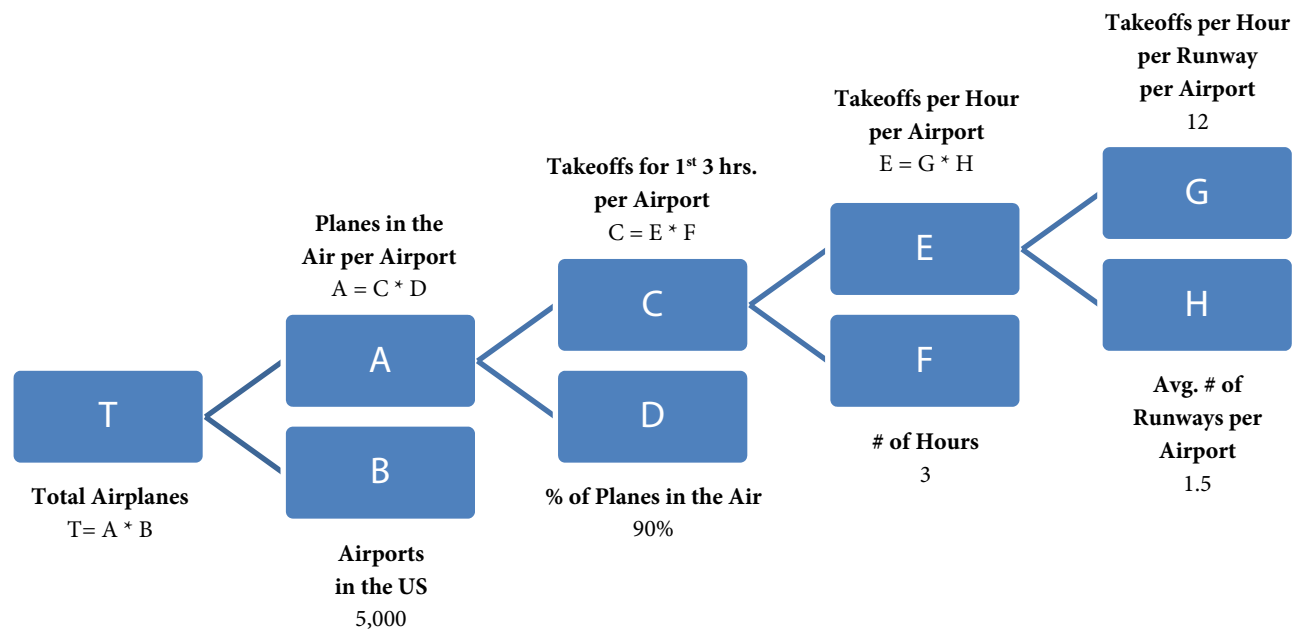 Total Airplanes
T= A * B
T
Planes in the
Air per Airport
A = C * D
A
B
Airports
in the US
5,000
Takeoffs for 1st 3 hrs.
per Airport
C = E * F
C
D
% of Planes in the Air
90%
Takeoffs per Hour
per Airport
E = G * H
E
F
# of Hours
3
Takeoffs per Hour
per Runway
per Airport
12
G
H
Avg. # of
Runways per
Airport
1.5